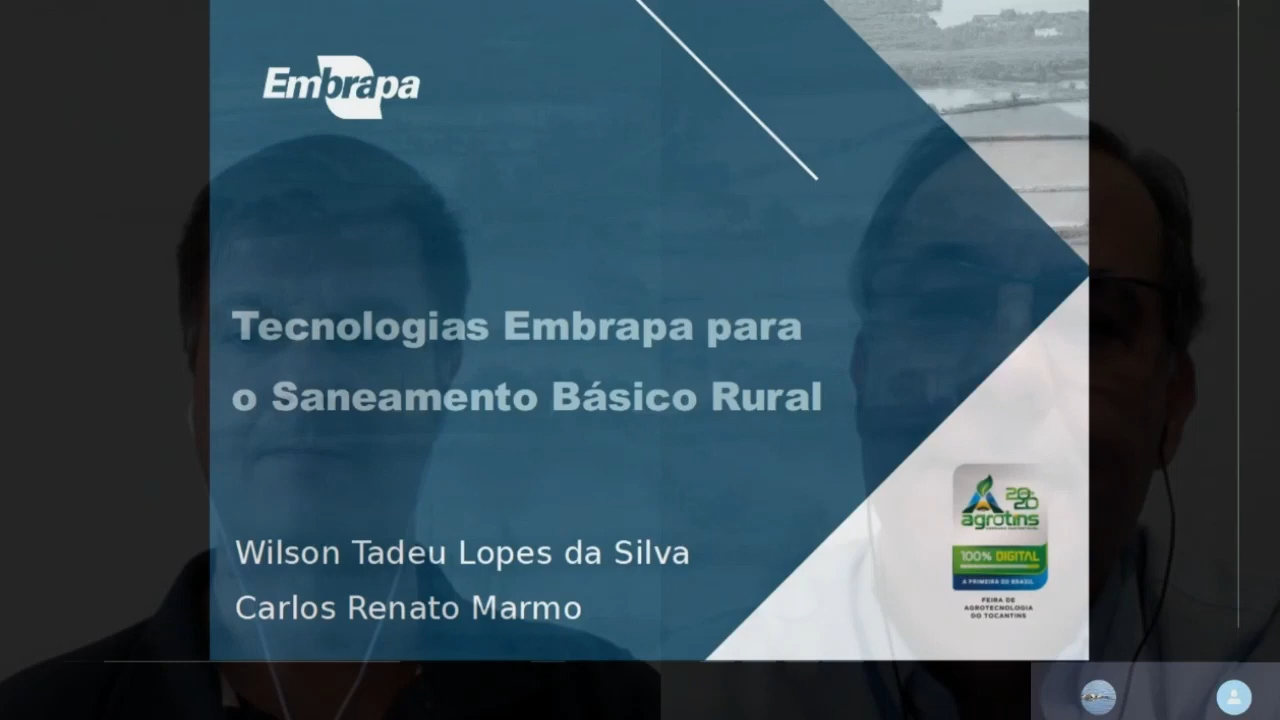 Embrapa
Tecnologias Embrapa para
o Saneamento Básico Rural
Wilson Tadeu Lopes da Silva
Carlos Renato Marmo
2020
agrotins
100% DIGITAL
A PRIMEIRA DO BRASIL
FEIRA DE
AGROTECNOLOGIA
DO TOCANTINS